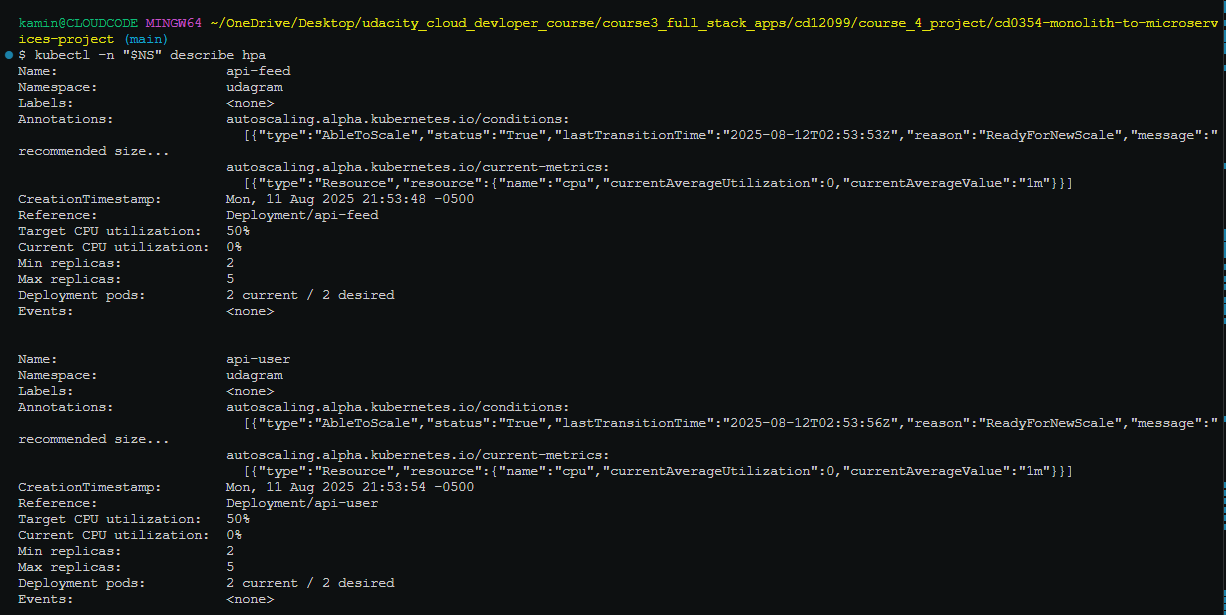 kamin@CLOUDCODE MINGW64 ~/OneDrive/Desktop/udacity_cloud_devloper_course/course3_full_stack_apps/cd12099/course_4_project/cd0354-monolith-to-microserv
ices-project (main)
$ kubectl -n "$NS" describe hpa
Name:                      api-feed
Namespace:                 udagram
Labels:                    <none>
Annotations:               autoscaling.alpha.kubernetes.io/conditions:
                             [{"type":"AbleToScale","status":"True","lastTransitionTime":"2025-08-12T02:53:53Z","reason":"ReadyForNewScale","message":"
recommended size...
                           autoscaling.alpha.kubernetes.io/current-metrics:
                             [{"type":"Resource","resource":{"name":"cpu","currentAverageUtilization":0,"currentAverageValue":"1m"}}]
CreationTimestamp:         Mon, 11 Aug 2025 21:53:48 -0500
Reference:                 Deployment/api-feed
Target CPU utilization:    50%
Current CPU utilization:   0%
Min replicas:              2
Max replicas:              5
Deployment pods:           2 current / 2 desired
Events:                    <none>
Name:                      api-user
Namespace:                 udagram
Labels:                    <none>
Annotations:               autoscaling.alpha.kubernetes.io/conditions:
                             [{"type":"AbleToScale","status":"True","lastTransitionTime":"2025-08-12T02:53:56Z","reason":"ReadyForNewScale","message":"
recommended size...
                           autoscaling.alpha.kubernetes.io/current-metrics:
                             [{"type":"Resource","resource":{"name":"cpu","currentAverageUtilization":0,"currentAverageValue":"1m"}}]
CreationTimestamp:         Mon, 11 Aug 2025 21:53:54 -0500
Reference:                 Deployment/api-user
Target CPU utilization:    50%
Current CPU utilization:   0%
Min replicas:              2
Max replicas:              5
Deployment pods:           2 current / 2 desired
Events:                    <none>